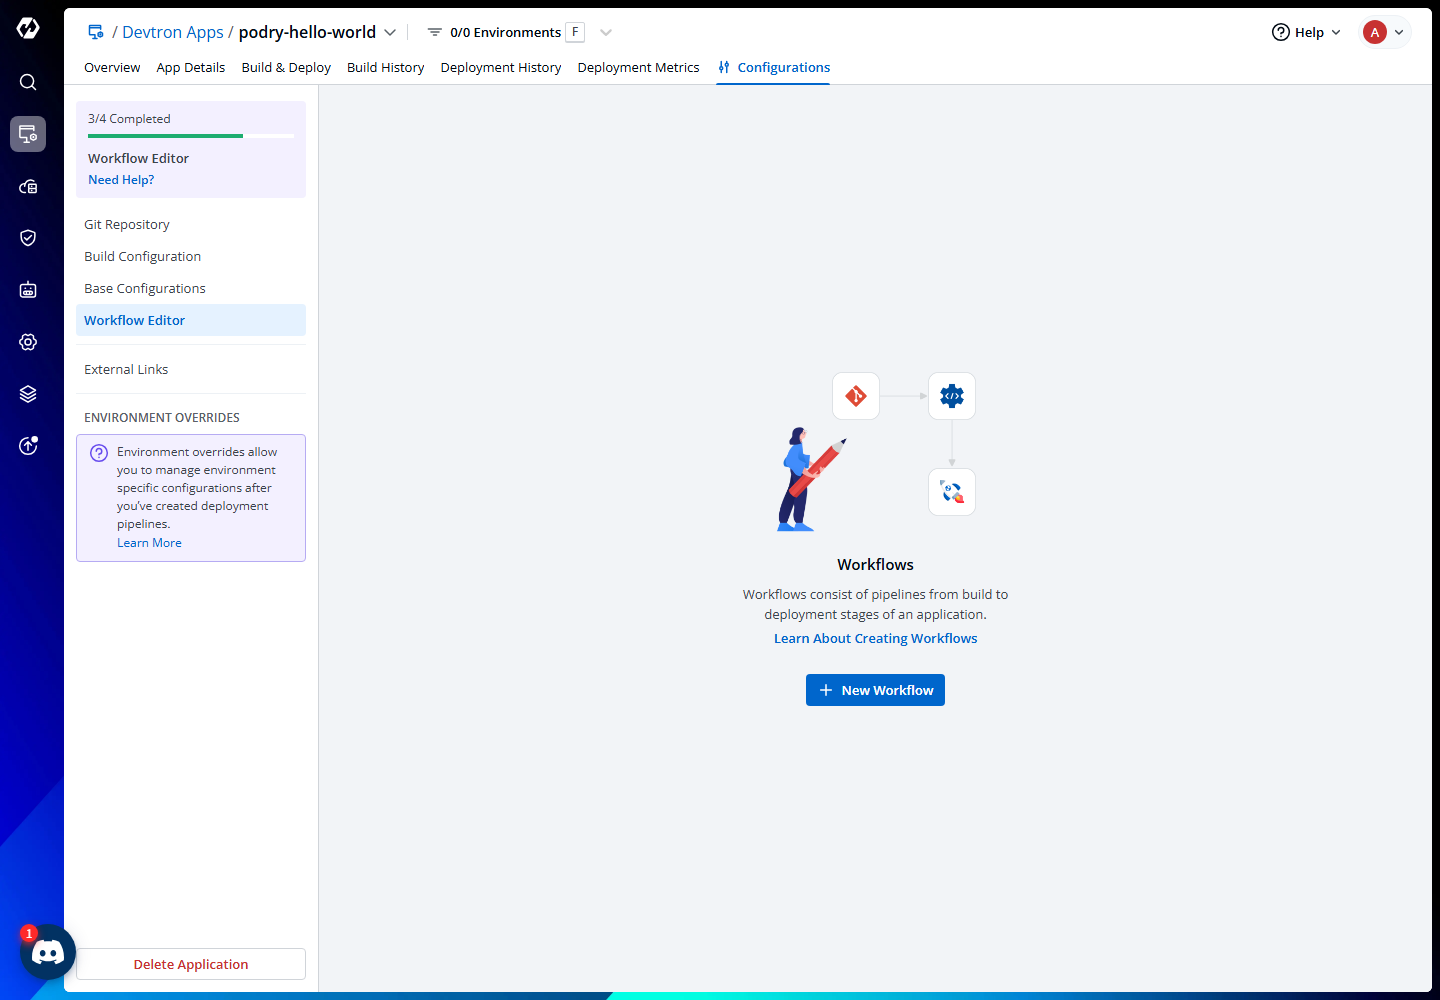 / Devtron Apps / podry-hello-world
0/0 Environments F
Help
A
Overview
App Details
Build & Deploy
Build History
Deployment History
Deployment Metrics
Configurations
3/4 Completed
Workflow Editor
Need Help?
Git Repository
Build Configuration
Base Configurations
Workflow Editor
External Links
ENVIRONMENT OVERRIDES
Environment overrides allow
you to manage environment
specific configurations after
you've created deployment
pipelines.
Learn More
Workflows
Workflows consist of pipelines from build to
deployment stages of an application.
Learn About Creating Workflows
New Workflow
1
Delete Application